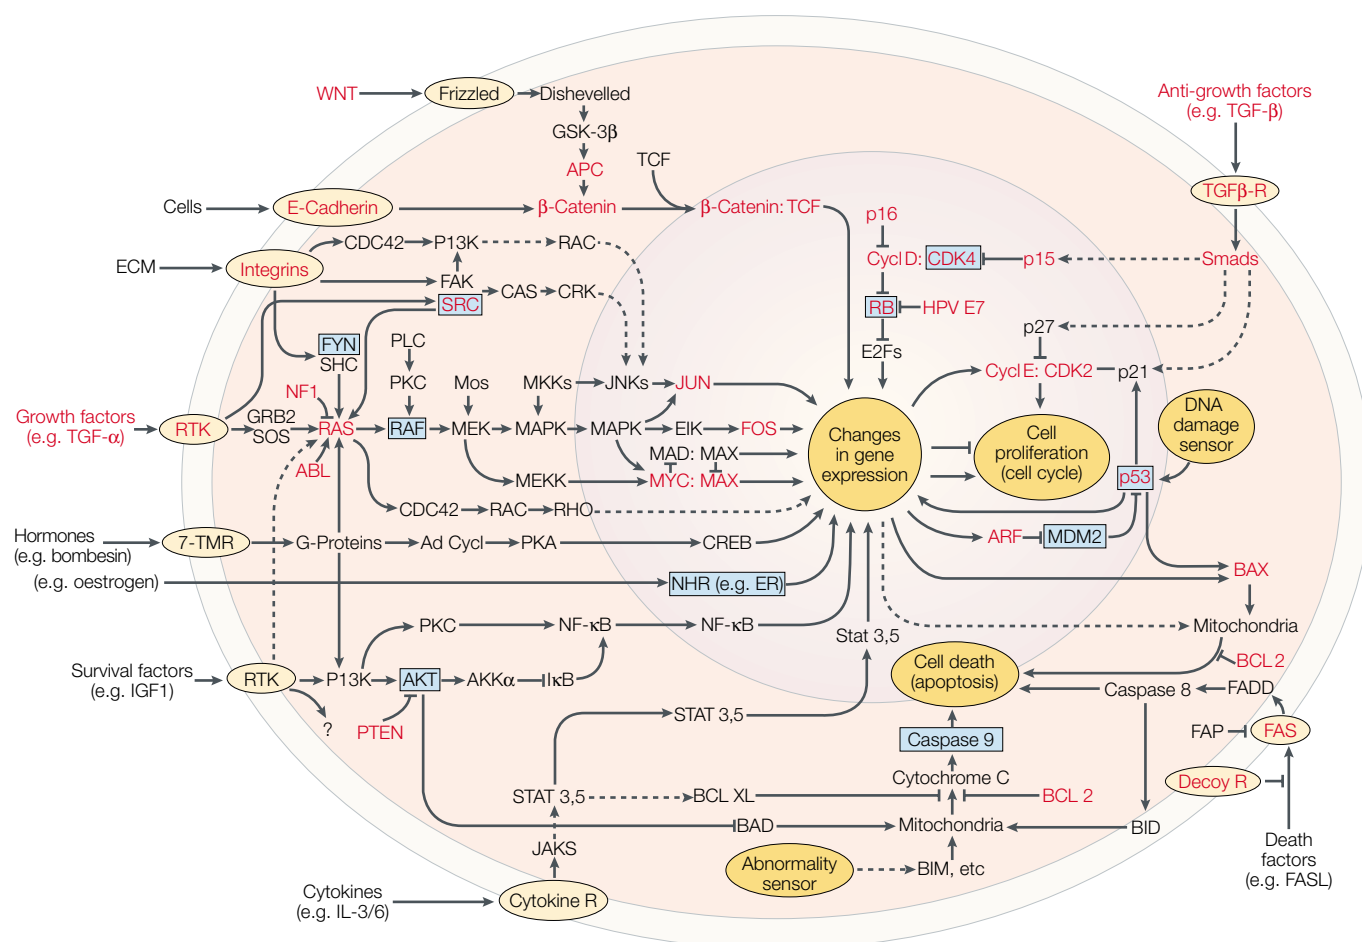 WNT
Frizzled
Dishevelled
GSK-3β
APC
TCF
Cells
E-Cadherin
β-Catenin
β-Catenin: TCF
Anti-growth factors
(e.g. TGF-β)
TGFβ-R
Smads
p16
Cycl D: CDK4
p15
RB
HPV E7
E2Fs
p27
Cycl E: CDK2
p21
CDC42
P13K
RAC
ECM
Integrins
FAK
SRC
CAS
CRK
FYN
SHC
PLC
PKC
NF1
Mos
MKKs
JNKs
JUN
Growth factors
(e.g. TGF-α)
RTK
GRB2
SOS
RAS
RAF
MEK
MAPK
MAPK
EIK
FOS
ABL
MAD: MAX
MEKK
MYC: MAX
CDC42
RAC
RHO
Changes
in gene
expression
Cell
proliferation
(cell cycle)
DNA
damage
sensor
p53
ARF
MDM2
Hormones
(e.g. bombesin)
7-TMR
G-Proteins
Ad Cycl
PKA
CREB
(e.g. oestrogen)
NHR (e.g. ER)
BAX
Mitochondria
BCL 2
PKC
NF-κB
NF-κB
Stat 3,5
Survival factors
(e.g. IGF1)
RTK
P13K
AKT
AKKα
IκB
?
PTEN
Cell death
(apoptosis)
Caspase 8
FADD
STAT 3,5
Caspase 9
FAP
FAS
Cytochrome C
Decoy R
STAT 3,5
BCL XL
BCL 2
BAD
Mitochondria
BID
JAKS
Abnormality
sensor
BIM, etc
Death
factors
(e.g. FASL)
Cytokines
(e.g. IL-3/6)
Cytokine R